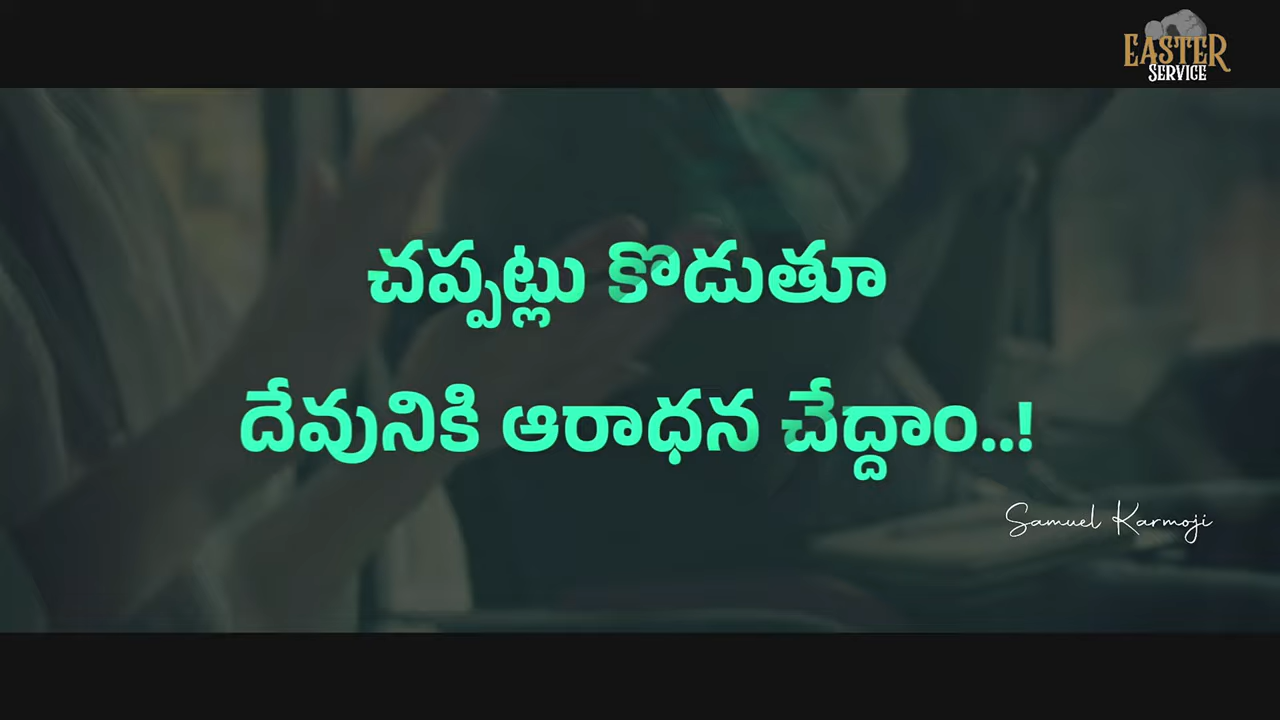 EASTER
SERVICE
చప్పట్లు కొడుతూ
దేవునికి ఆరాధన చేద్దాం..!
Samuel Karmoji